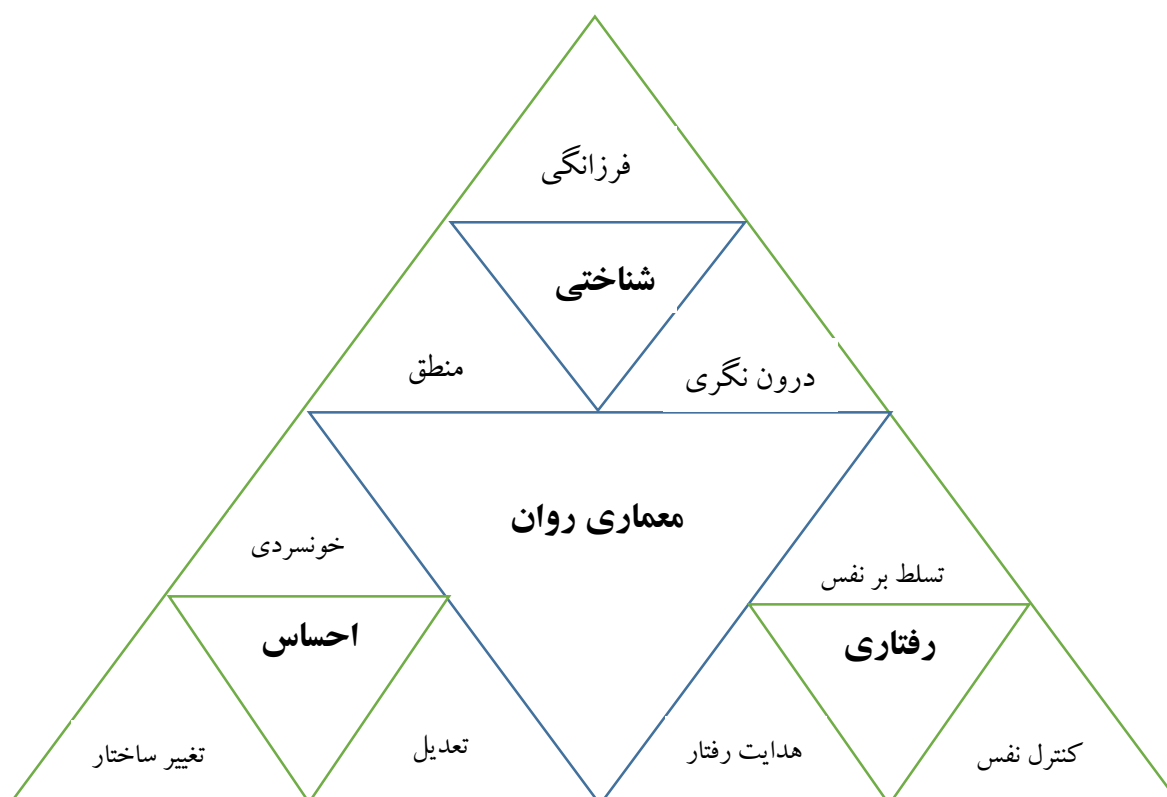 فرزانگی
شناختی
درون نگری
منطق
معماری روان
خونسردی
تسلط بر نفس
احساس
رفتاری
کنترل نفس
هدایت رفتار
تعدیل
تغییر ساختار